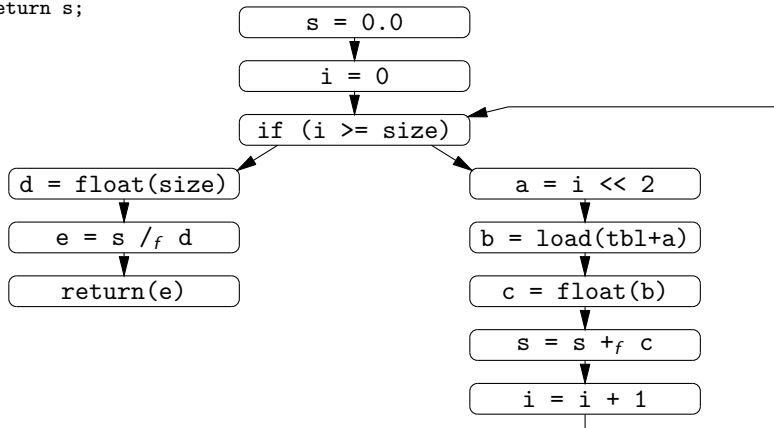 return s;
s = 0.0
i = 0
if (i >= size)
d = float(size)
e = s /f d
return(e)
a = i << 2
b = load(tbl+a)
c = float(b)
s = s +f c
i = i + 1